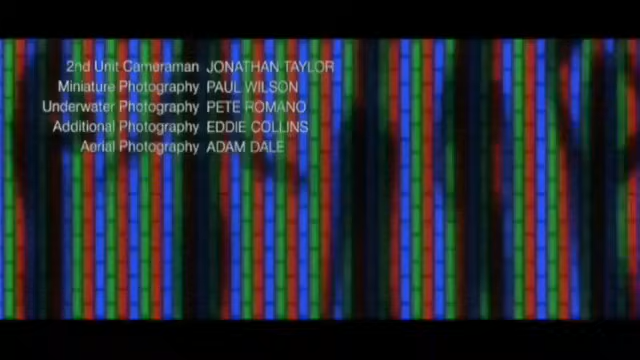 2nd Unit Cameraman JONATHAN TAYLOR
Miniature Photography PAUL WILSON
Underwater Photography PETE ROMANO
Additional Photography EDDIE COLLINS
Aerial Photography ADAM DALE